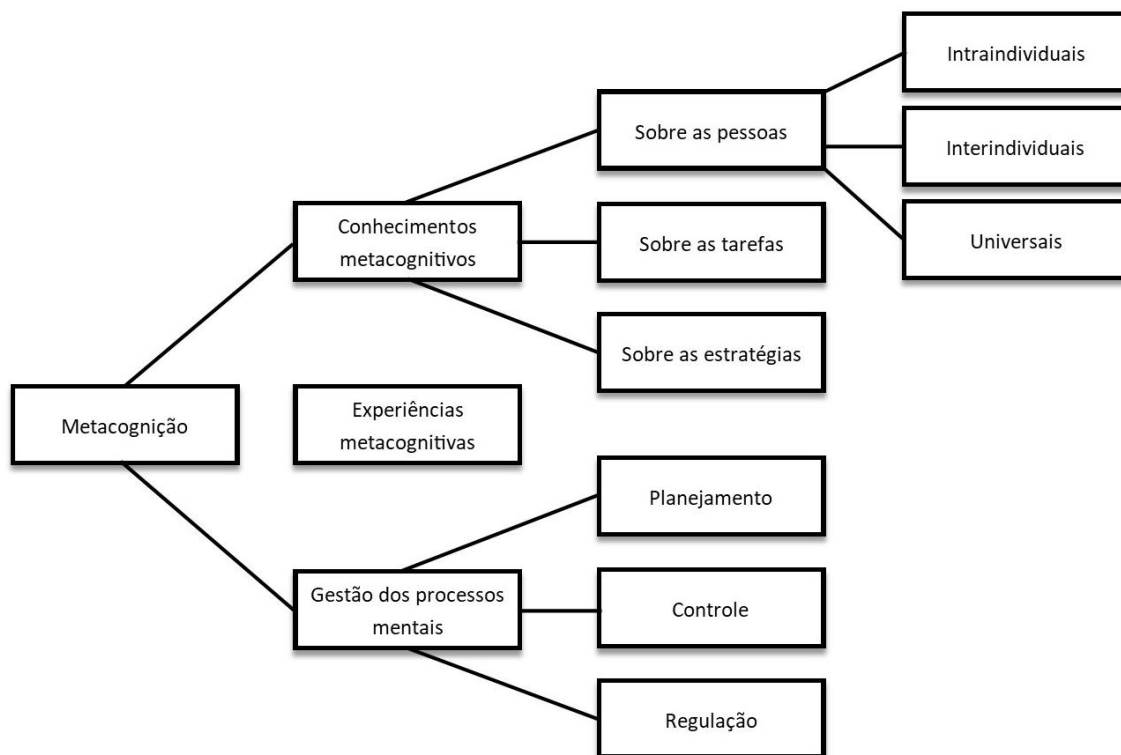 Metacognição
Conhecimentos
metacognitivos
Sobre as pessoas
Intraindividuais
Interindividuais
Universais
Sobre as tarefas
Sobre as estratégias
Experiências
metacognitivas
Gestão dos processos
mentais
Planejamento
Controle
Regulação